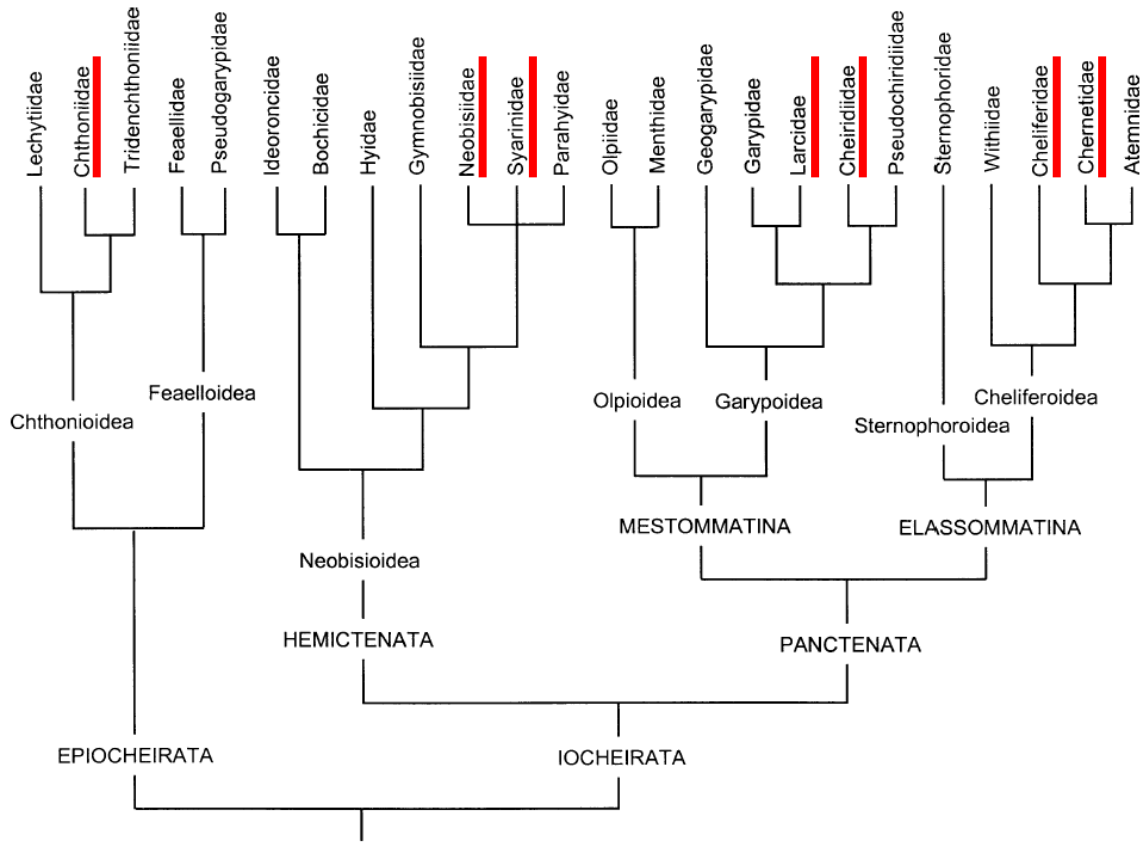 Lechytiidae
Chthoniidae
Tridenchthoniidae
Feaellidae
Pseudogarypidae
Ideoroncidae
Bochicidae
Hyidae
Gymnobisiidae
Neobisiidae
Syarinidae
Parahyidae
Olpiidae
Menthidae
Geogarypidae
Garypidae
Larcidae
Cheiridiidae
Pseudochiridiidae
Sternophoridae
Withiidae
Cheliferidae
Chernetidae
Atemnidae
Chthonioidea
Feaelloidea
Olpioidea
Garypoidea
Sternophoroidea
Cheliferoidea
MESTOMMATINA
ELASSOMMATINA
Neobisioidea
HEMICTENATA
PANCTENATA
EPIOCHEIRATA
IOCHEIRATA